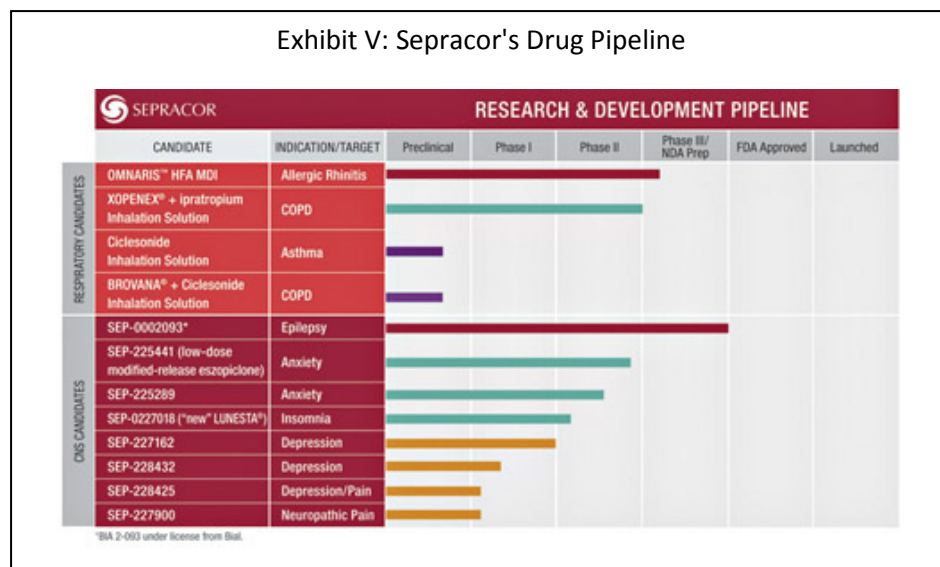 Exhibit V: Sepracor's Drug Pipeline
SEPRACOR
RESEARCH & DEVELOPMENT PIPELINE
CANDIDATE
INDICATION/TARGET
Preclinical
Phase I
Phase II
Phase III/
NDA Prep
FDA Approved
Launched
RESPIRATORY CANDIDATES
OMNARIS™ HFA MDI
Allergic Rhinitis
XOPENEX® + ipratropium
Inhalation Solution
COPD
Ciclesonide
Inhalation Solution
Asthma
BROVANA® + Ciclesonide
Inhalation Solution
COPD
CNS CANDIDATES
SEP-0002093*
Epilepsy
SEP-225441 (low-dose
modified-release eszopiclone)
Anxiety
SEP-225289
Anxiety
SEP-0227018 ("new" LUNESTA®)
Insomnia
SEP-227162
Depression
SEP-228432
Depression
SEP-228425
Depression/Pain
SEP-227900
Neuropathic Pain
*BIA 2-093 under license from Bial.